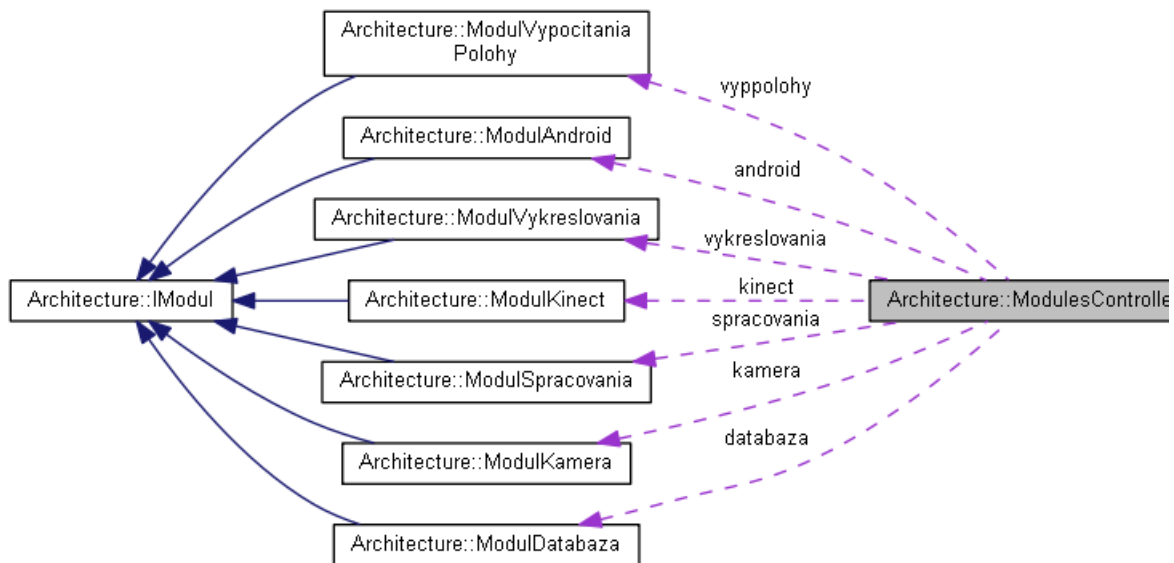 Architecture::ModulVypocitania
Polohy
vyppolohy
Architecture::ModulAndroid
android
Architecture::ModulVykreslovania
vykreslovania
Architecture::IModul
Architecture::ModulKinect
kinect
Architecture::ModulesControlle
spracovania
Architecture::ModulSpracovania
kamera
Architecture::ModulKamera
databaza
Architecture::ModulDatabaza